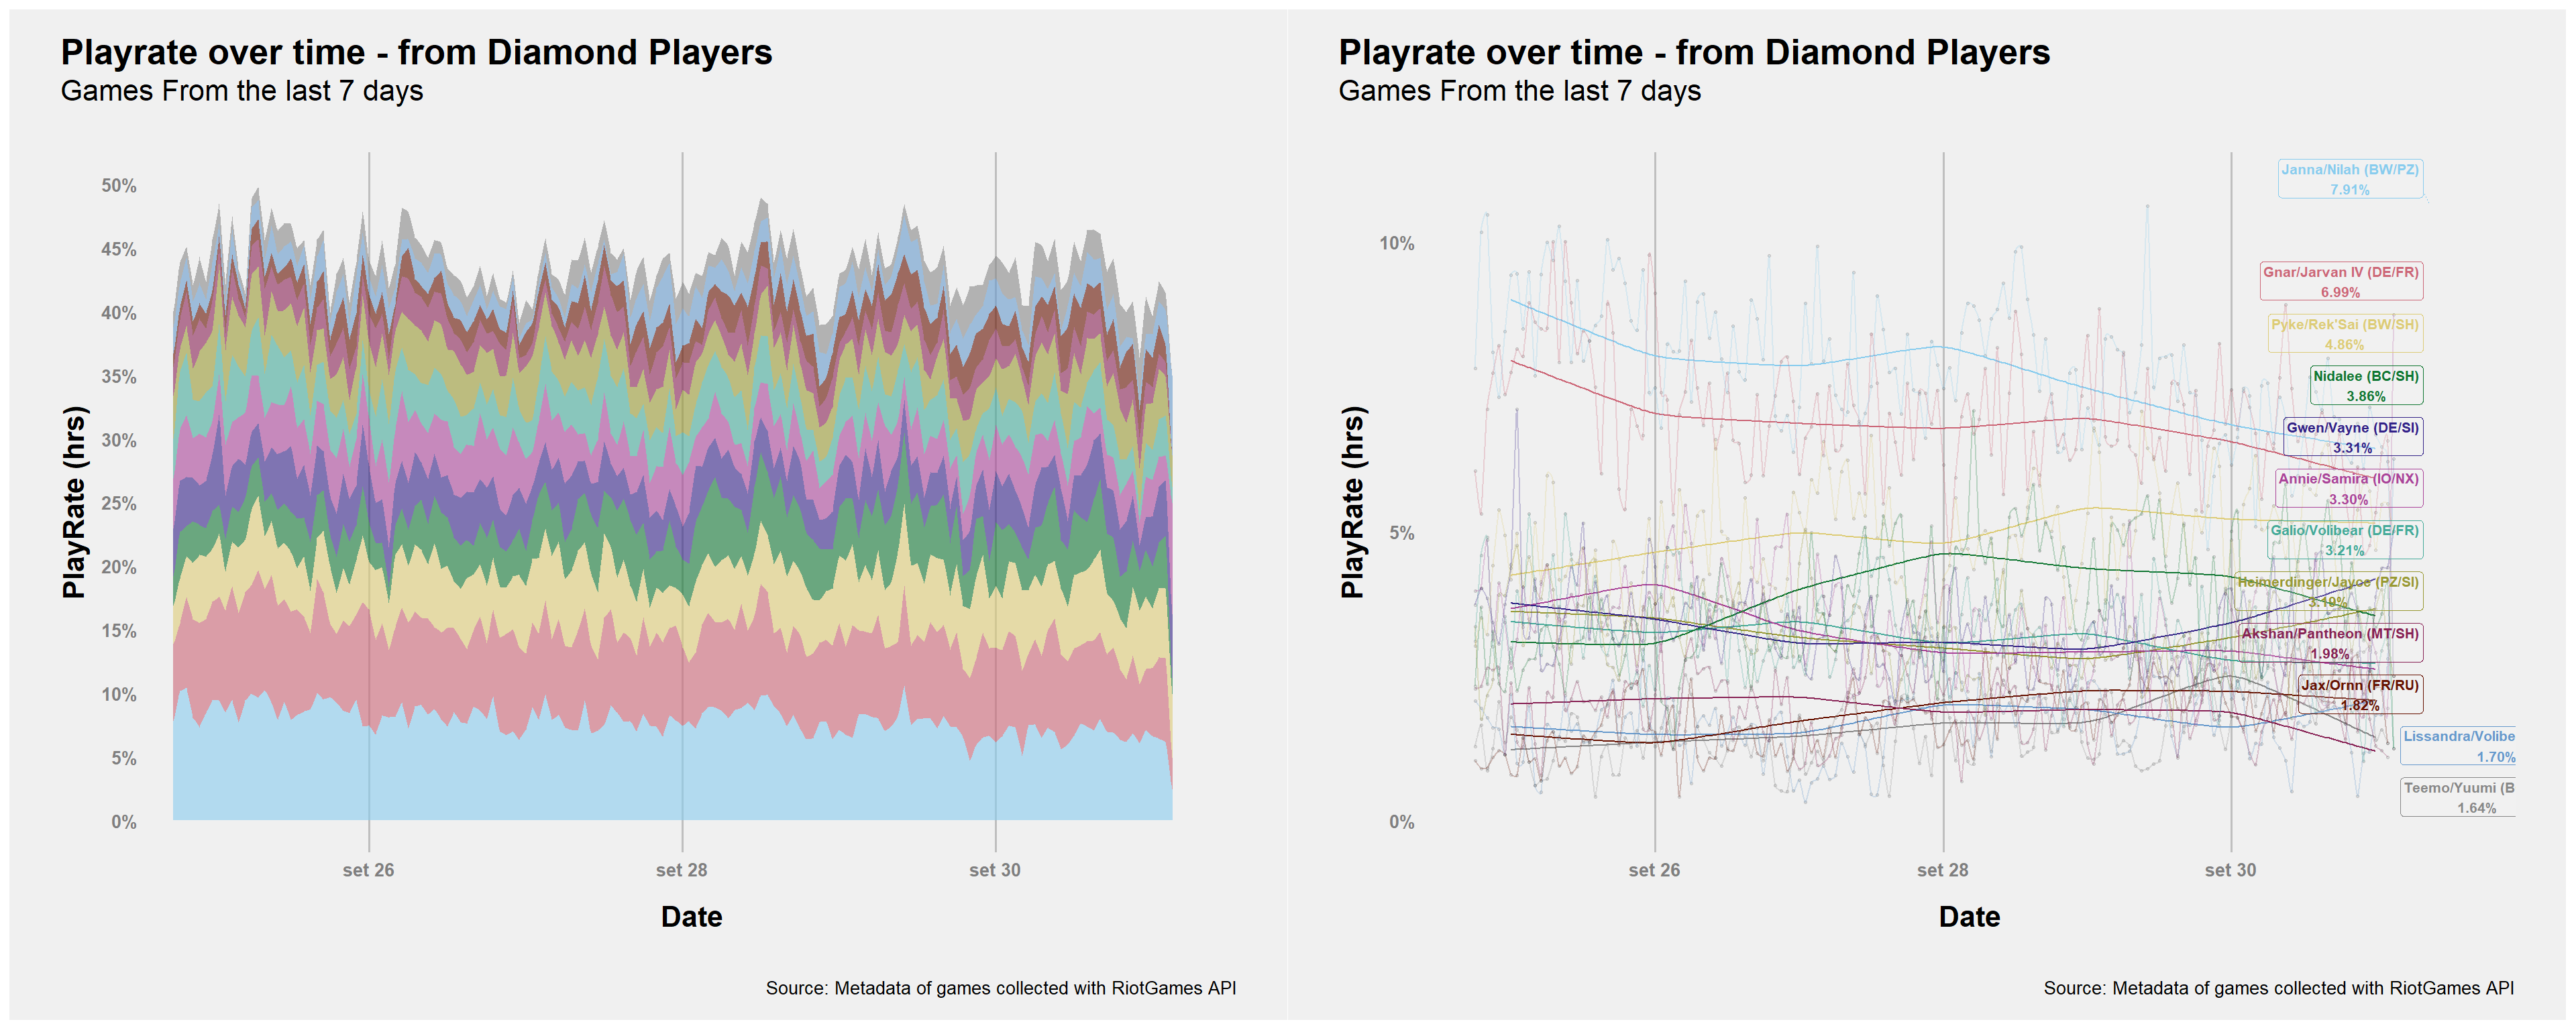 Playrate over time - from Diamond Players
Games From the last 7 days
50%
45%
40%
35%
30%
25%
20%
15%
10%
5%
0%
PlayRate (hrs)
set 26
set 28
set 30
Date
Source: Metadata of games collected with RiotGames API
Playrate over time - from Diamond Players
Games From the last 7 days
10%
5%
0%
PlayRate (hrs)
Janna/Nilah (BW/PZ)
7.91%
Gnar/Jarvan IV (DE/FR)
6.99%
Pyke/Rek'Sai (BW/SH)
4.86%
Nidalee (BC/SH)
3.86%
Gwen/Vayne (DE/SI)
3.31%
Annie/Samira (IO/NX)
3.30%
Galio/Volibear (DE/FR)
3.21%
Heimerdinger/Jayce (PZ/SI)
3.19%
Akshan/Pantheon (MT/SH)
1.98%
Jax/Ornn (FR/RU)
1.82%
Lissandra/Volibe
1.70%
Teemo/Yuumi (B
1.64%
set 26
set 28
set 30
Date
Source: Metadata of games collected with RiotGames API